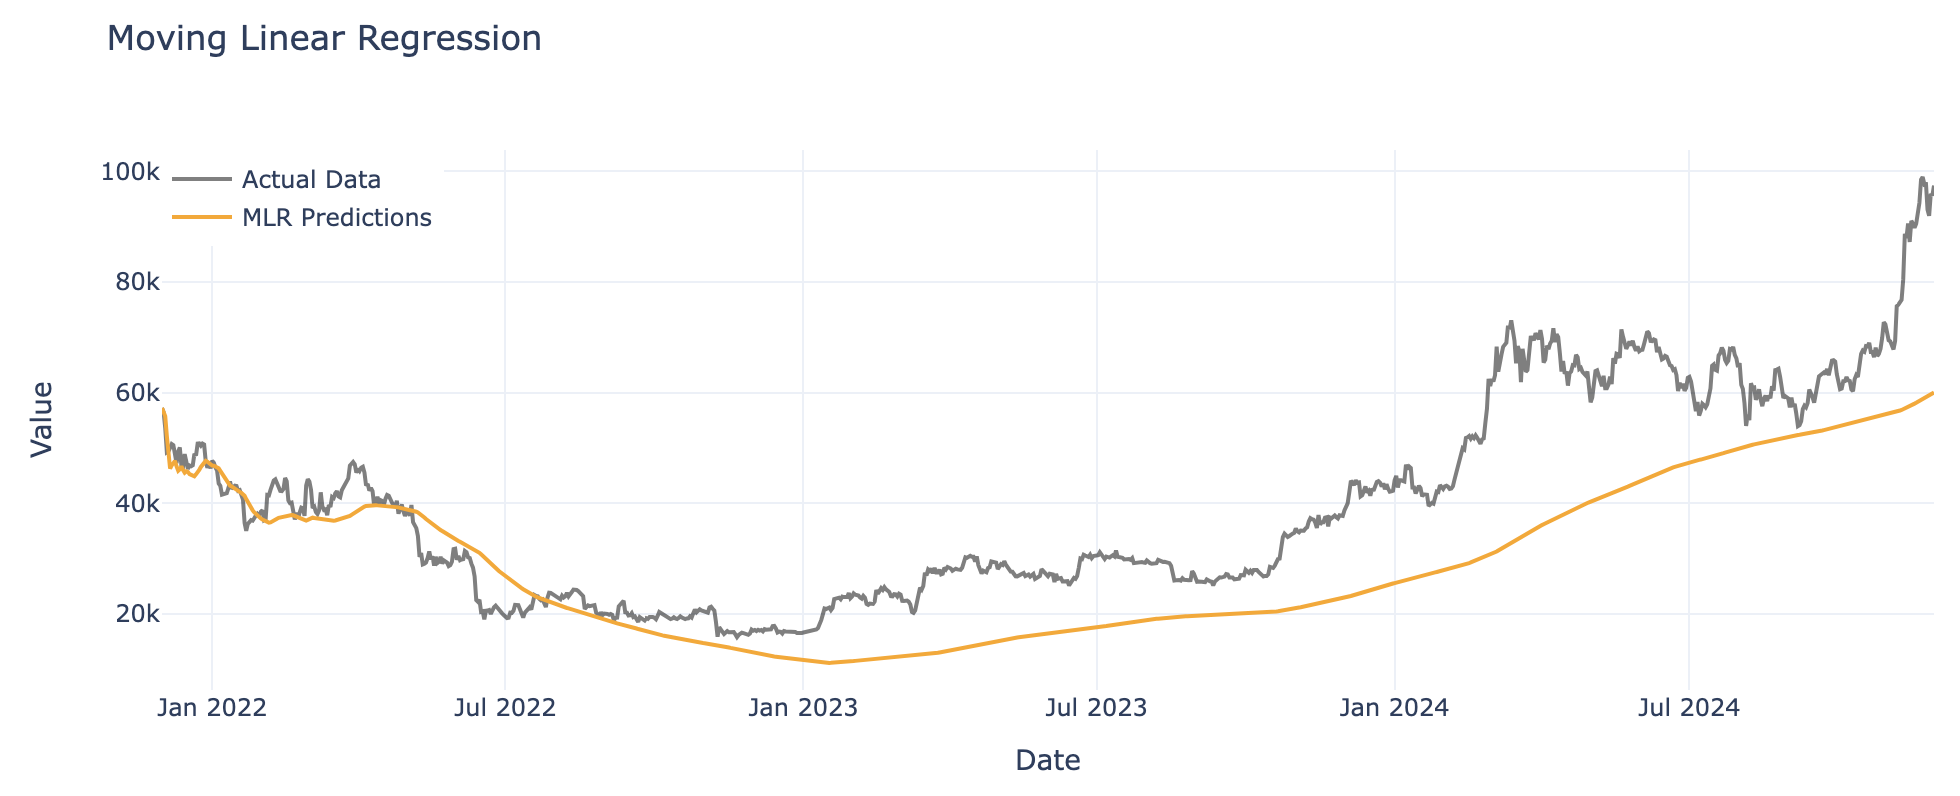 Moving Linear Regression
Actual Data
MLR Predictions
100k
80k
60k
40k
20k
Value
Jan 2022 Jul 2022 Jan 2023 Jul 2023 Jan 2024 Jul 2024
Date